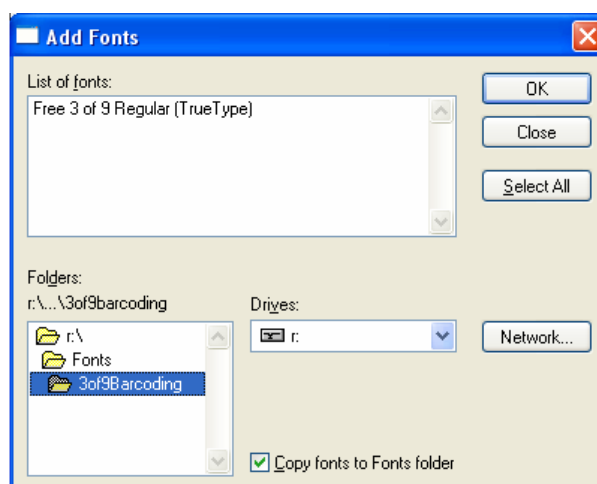 Add Fonts
List of fonts:
Free 3 of 9 Regular (TrueType)
OK
Close
Select All
Folders:
r:\...\3of9barcoding
r:\
Fonts
3of9Barcoding
Drives:
r:
Network...
Copy fonts to Fonts folder